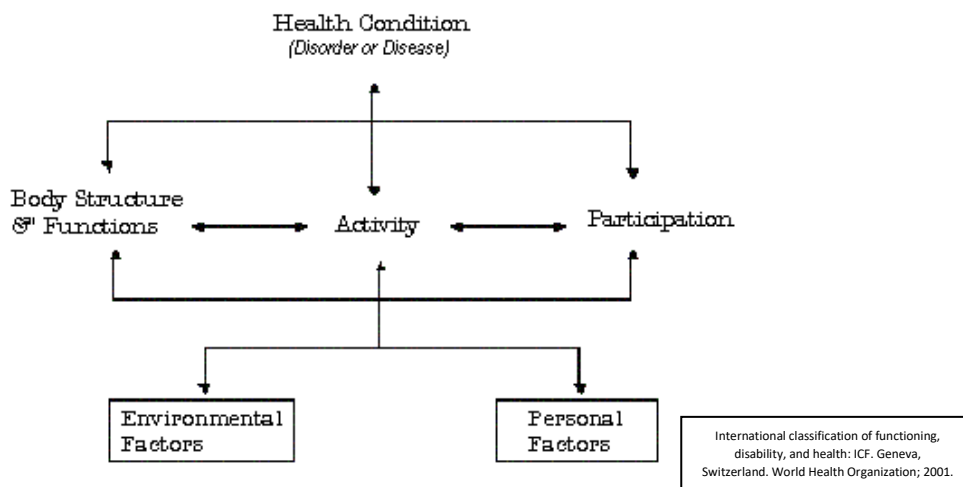 Health Condition
(Disorder or Disease)
Body Structure
& Functions
Activity
Participation
Environmental
Factors
Personal
Factors
International classification of functioning,
disability, and health: ICF. Geneva,
Switzerland. World Health Organization; 2001.